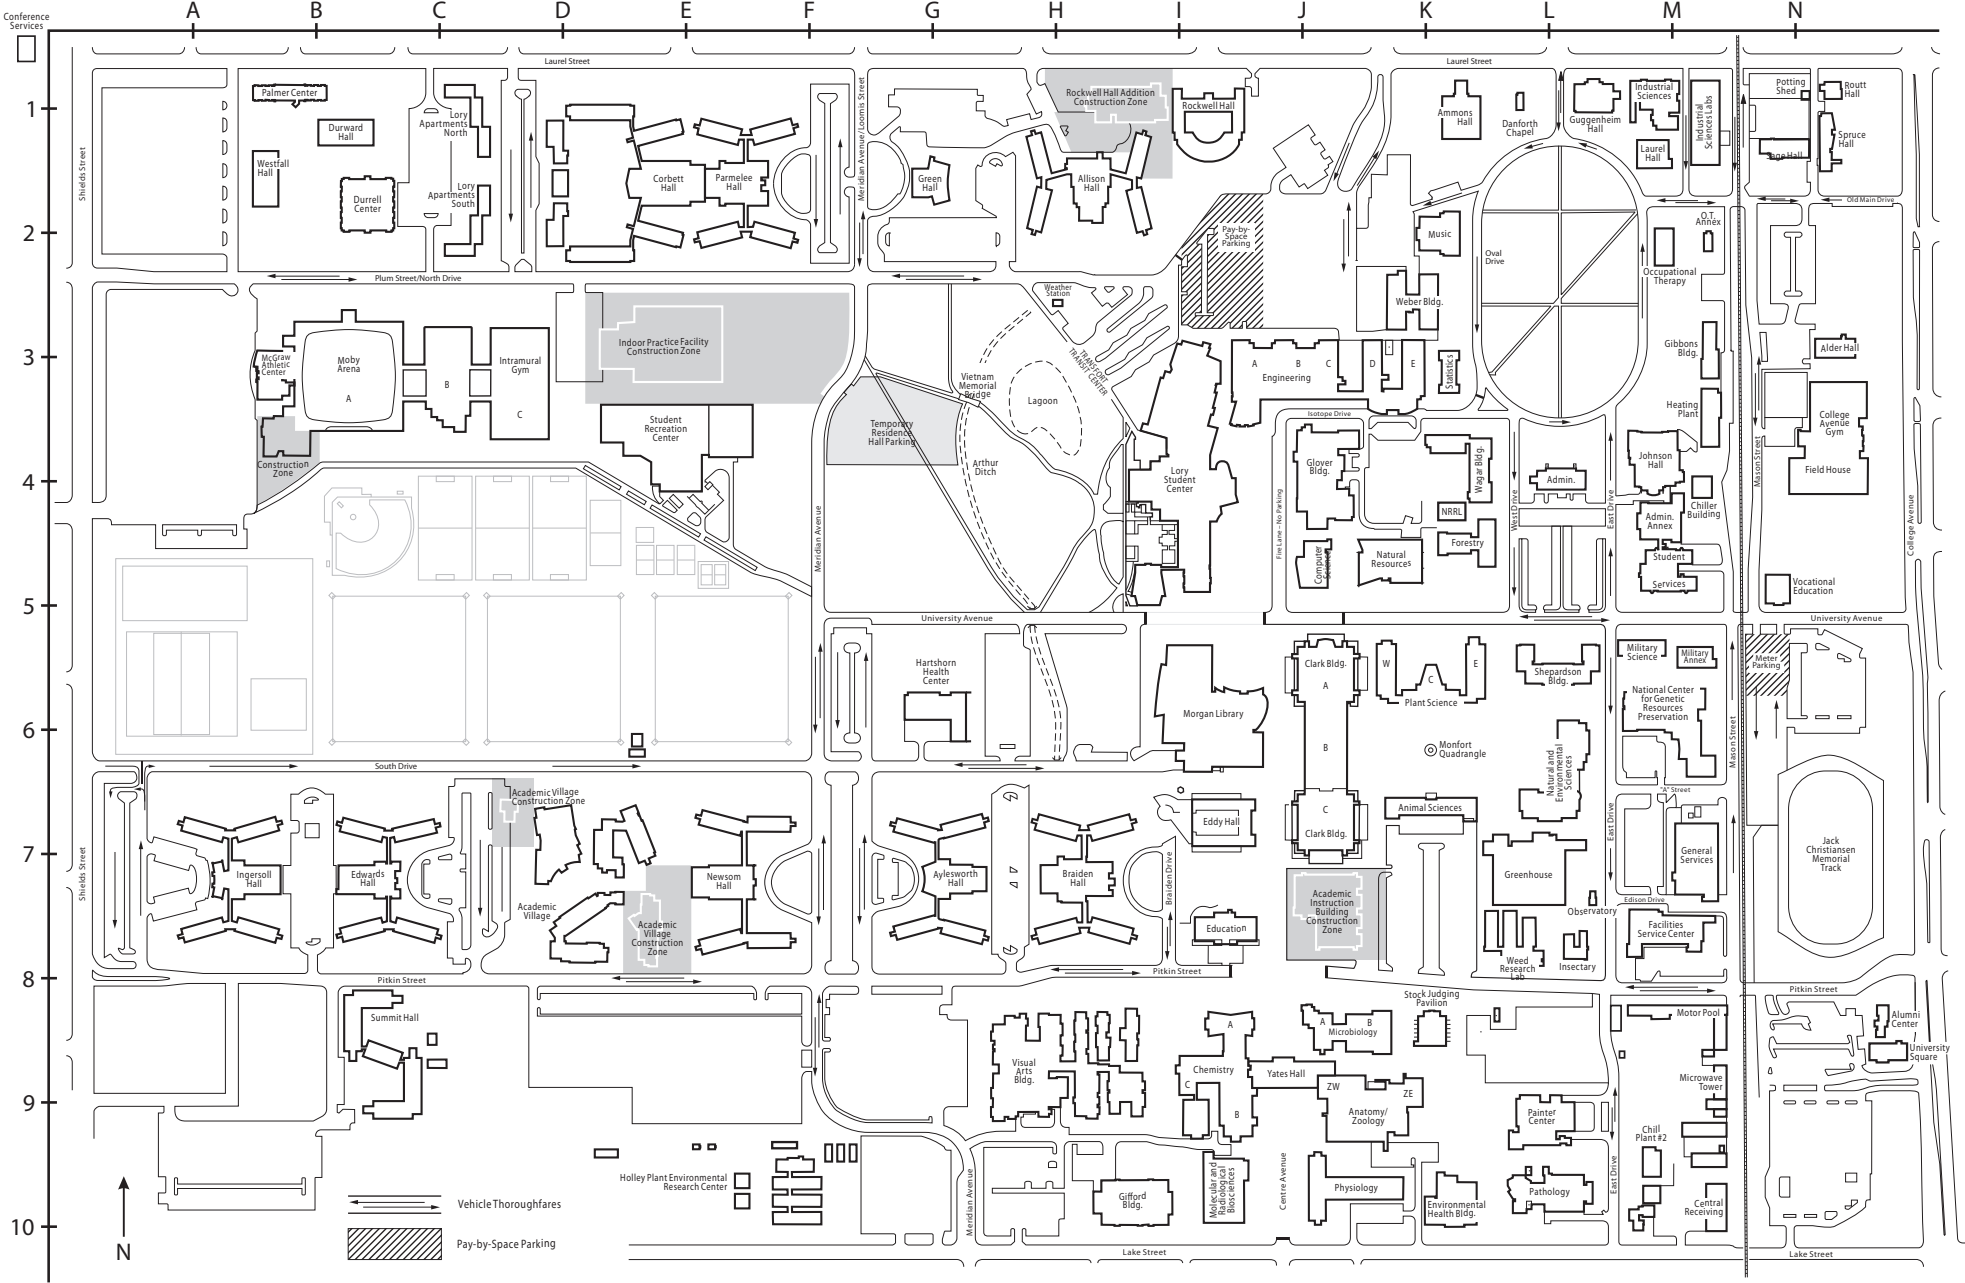 Conference
Services
A
B
C
D
E
F
G
H
I
J
K
L
M
N
Laurel Street
Laurel Street
1
2
3
4
5
6
7
8
9
10
Shields Street
Palmer Center
Durward
Hall
Westfall
Hall
Durrell
Center
Lory
Apartments
North
Lory
Apartments
South
Corbett
Hall
Parmelee
Hall
Meridian Avenue/Loomis Street
Green
Hall
Rockwell Hall Addition
Construction Zone
Rockwell Hall
Allison
Hall
Pay-by-
Space
Parking
Ammons
Hall
Danforth
Chapel
Guggenheim
Hall
Industrial
Sciences
Industrial
Sciences Labs
Laurel
Hall
Potting
Shed
Routt
Hall
Sage Hall
Spruce
Hall
Old Main Drive
Music
Oval
Drive
O.T.
Annex
Occupational
Therapy
Weber Bldg.
Plum Street/North Drive
McGraw
Athletic
Center
Moby
Arena
A
B
Intramural
Gym
C
Construction
Zone
Indoor Practice Facility
Construction Zone
Student
Recreation
Center
Weather
Station
TRANSFORT
TRANSIT CENTER
Vietnam
Memorial
Bridge
Lagoon
Temporary
Residence
Hall Parking
Arthur
Ditch
A
B
C
D
E
Engineering
Statistics
Isotope Drive
Gibbons
Bldg.
Heating
Plant
Alder Hall
College
Avenue
Gym
Field House
Mason Street
College Avenue
Lory
Student
Center
Fire Lane – No Parking
Glover
Bldg.
Wagar Bldg.
NRRL
Forestry
Computer
Science
Natural
Resources
West Drive
Admin.
East Drive
Johnson
Hall
Chiller
Building
Admin.
Annex
Student
Services
Vocational
Education
Meridian Avenue
University Avenue
University Avenue
Hartshorn
Health
Center
Morgan Library
Clark Bldg.
A
B
C
Clark Bldg.
W
C
E
Plant Science
Shepardson
Bldg.
Military
Science
Military
Annex
National Center
for Genetic
Resources
Preservation
Meter
Parking
Mason Street
Monfort
Quadrangle
Natural and
Environmental
Sciences
South Drive
"A" Street
Academic Village
Construction Zone
Shields Street
Ingersoll
Hall
Edwards
Hall
Academic
Village
Academic
Village
Construction
Zone
Newsom
Hall
Aylesworth
Hall
Braiden
Hall
Braiden Drive
Eddy Hall
Animal Sciences
East Drive
Greenhouse
General
Services
Jack
Christiansen
Memorial
Track
Academic
Instruction
Building
Construction
Zone
Education
Observatory
Edison Drive
Facilities
Service Center
Weed
Research
Lab
Insectary
Pitkin Street
Pitkin Street
Pitkin Street
Summit Hall
Visual
Arts
Bldg.
A
Chemistry
C
B
A
B
Microbiology
Stock Judging
Pavilion
Yates Hall
ZW
ZE
Anatomy/
Zoology
Motor Pool
Alumni
Center
University
Square
Microwave
Tower
Painter
Center
Chill
Plant #2
Holley Plant Environmental
Research Center
Meridian Avenue
Gifford
Bldg.
Molecular and
Radiological
Biosciences
Centre Avenue
Physiology
Environmental
Health Bldg.
Pathology
East Drive
Central
Receiving
Vehicle Thoroughfares
Pay-by-Space Parking
N
Lake Street
Lake Street